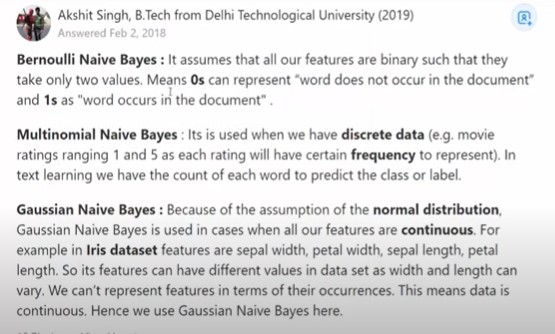 Akshit Singh, B.Tech from Delhi Technological University (2019)
Answered Feb 2, 2018
Bernoulli Naive Bayes : It assumes that all our features are binary such that they
take only two values. Means 0s can represent "word does not occur in the document"
and 1s as "word occurs in the document" .
Multinomial Naive Bayes : Its is used when we have discrete data (e.g. movie
ratings ranging 1 and 5 as each rating will have certain frequency to represent). In
text learning we have the count of each word to predict the class or label.
Gaussian Naive Bayes : Because of the assumption of the normal distribution,
Gaussian Naive Bayes is used in cases when all our features are continuous. For
example in Iris dataset features are sepal width, petal width, sepal length, petal
length. So its features can have different values in data set as width and length can
vary. We can't represent features in terms of their occurrences. This means data is
continuous. Hence we use Gaussian Naive Bayes here.